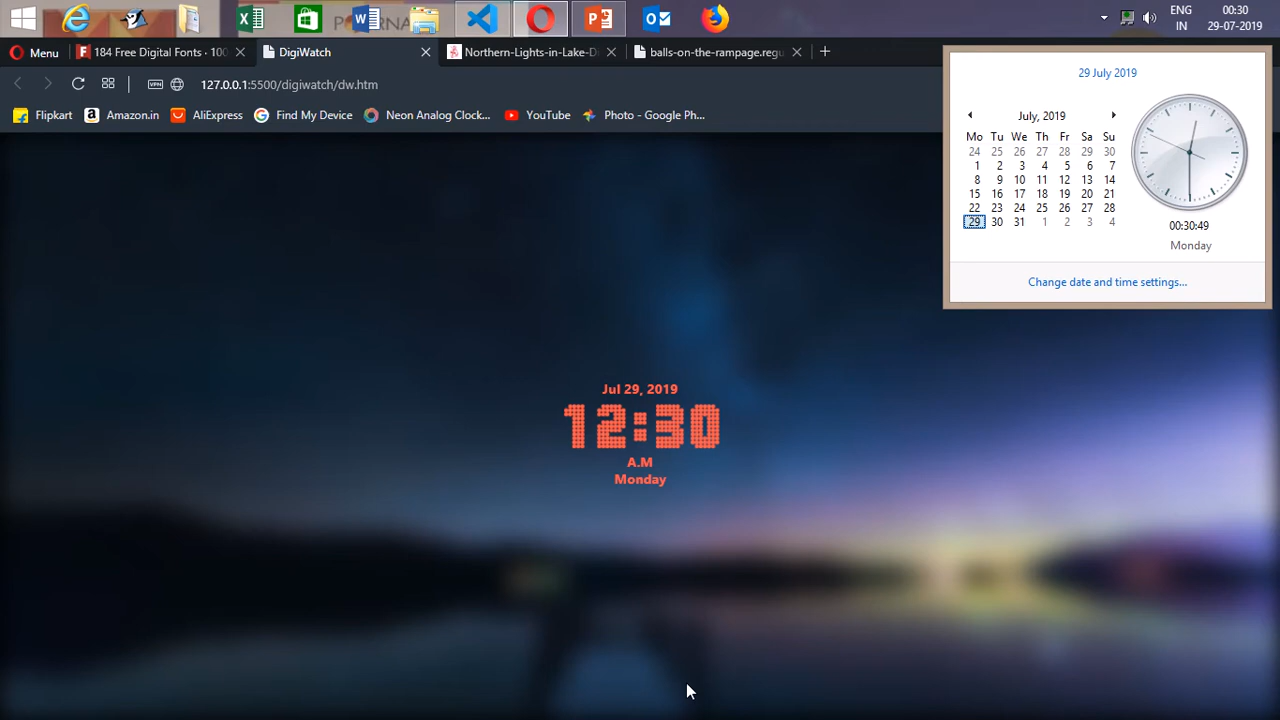 ENG 00:30
IN 29-07-2019
Menu 184 Free Digital Fonts · 100 DigiWatch Northern-Lights-in-Lake-D balls-on-the-rampage.regu
VPN 127.0.0.1:5500/digiwatch/dw.htm
Flipkart Amazon.in AliExpress Find My Device Neon Analog Clock... YouTube Photo - Google Ph...
29 July 2019
July, 2019
Mo Tu We Th Fr Sa Su
24 25 26 27 28 29 30
1 2 3 4 5 6 7
8 9 10 11 12 13 14
15 16 17 18 19 20 21
22 23 24 25 26 27 28
29 30 31 1 2 3 4
00:30:49
Monday
Change date and time settings...
Jul 29, 2019
12:30
A.M
Monday